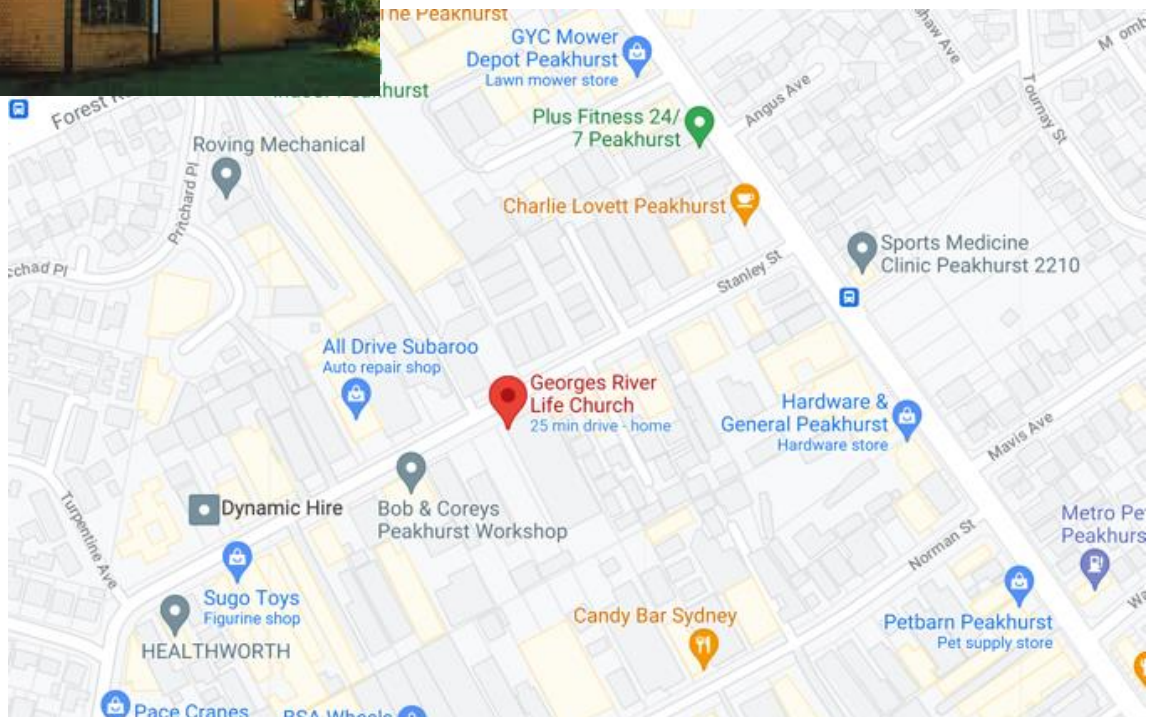 The Peakhurst
GYC Mower
Depot Peakhurst
Lawn mower store
Forest
Plus Fitness 24/
7 Peakhurst
Angus Ave
Tournay St
Roving Mechanical
Pritchard Pl
Charlie Lovett Peakhurst
Stanley St
Sports Medicine
Clinic Peakhurst 2210
All Drive Subaroo
Auto repair shop
Georges River
Life Church
25 min drive - home
Hardware &
General Peakhurst
Hardware store
Mavis Ave
Turpentine Ave
Dynamic Hire
Bob & Coreys
Peakhurst Workshop
Metro Pe
Peakhurs
Norman St
Sugo Toys
Figurine shop
HEALTHWORTH
Candy Bar Sydney
Petbarn Peakhurst
Pet supply store
Pace Cranes
BSA Wheels